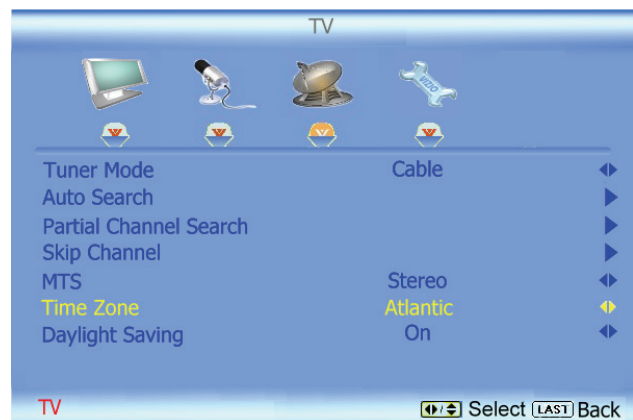 TV
VIZIO
Tuner Mode Cable
Auto Search
Partial Channel Search
Skip Channel
MTS Stereo
Time Zone Atlantic
Daylight Saving On
TV Select LAST Back